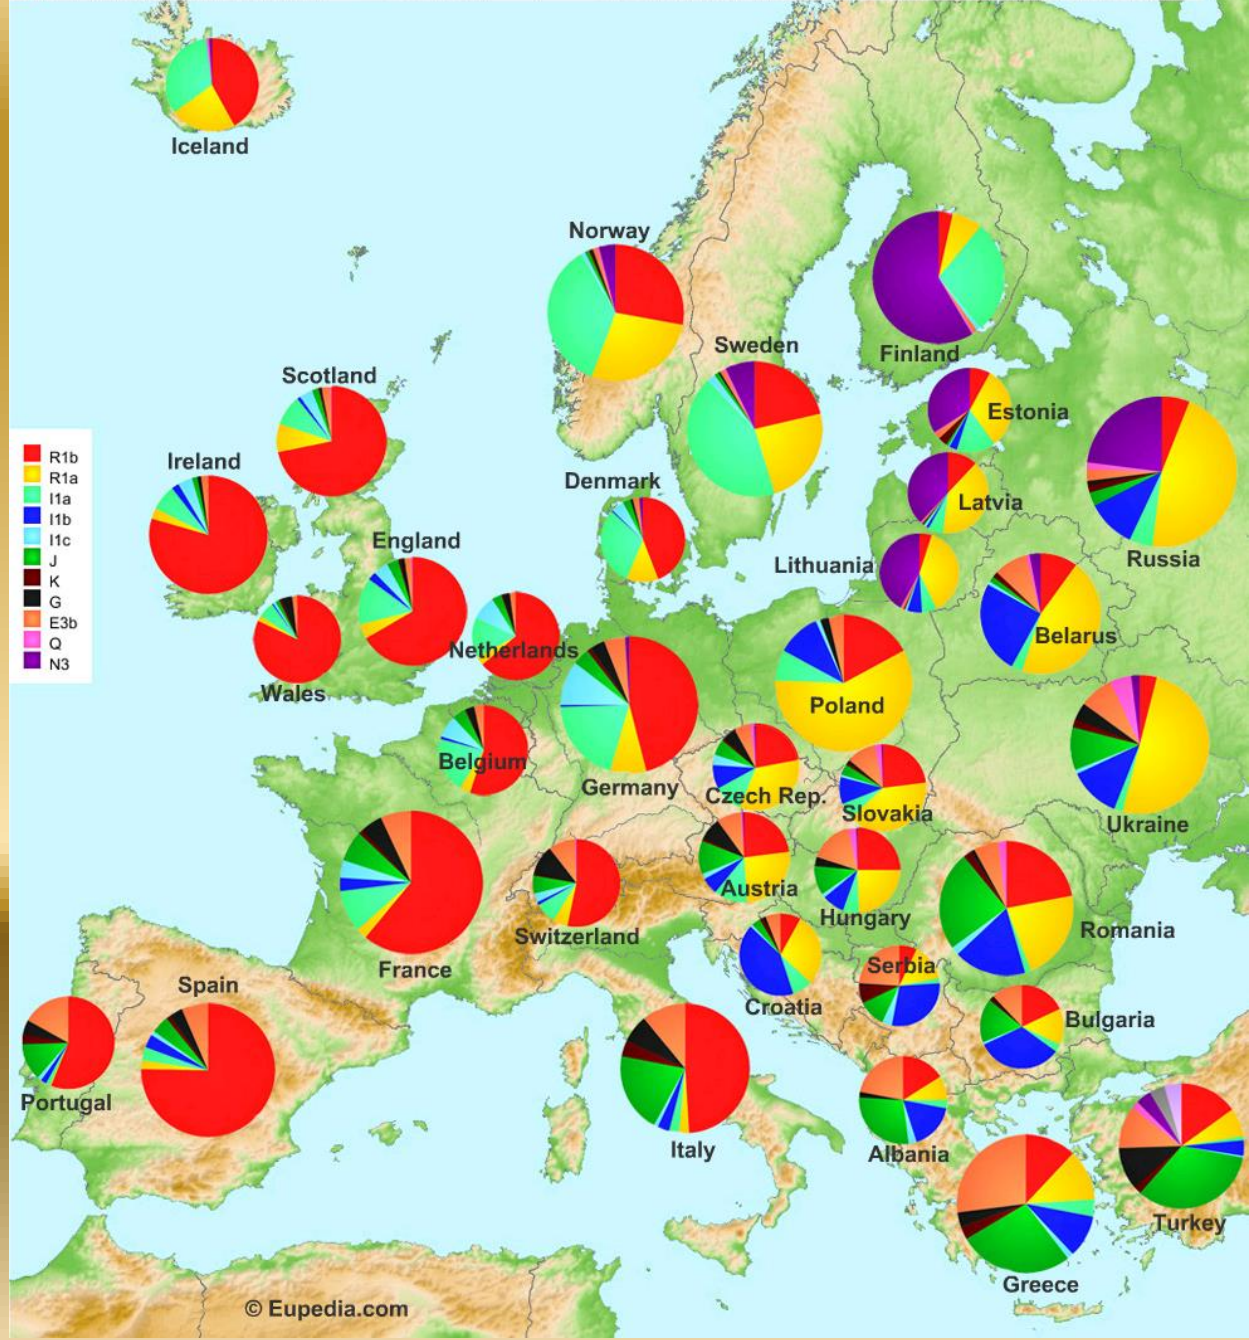 Iceland
Norway
Finland
Sweden
Scotland
Estonia
Ireland
Denmark
Latvia
England
Russia
Lithuania
Belarus
Netherlands
Wales
Poland
Belgium
Germany
Czech Rep.
Slovakia
Ukraine
Austria
Hungary
Switzerland
Romania
France
Serbia
Spain
Croatia
Bulgaria
Portugal
Italy
Albania
Turkey
Greece
R1b
R1a
I1a
I1b
I1c
J
K
G
E3b
Q
N3
© Eupedia.com